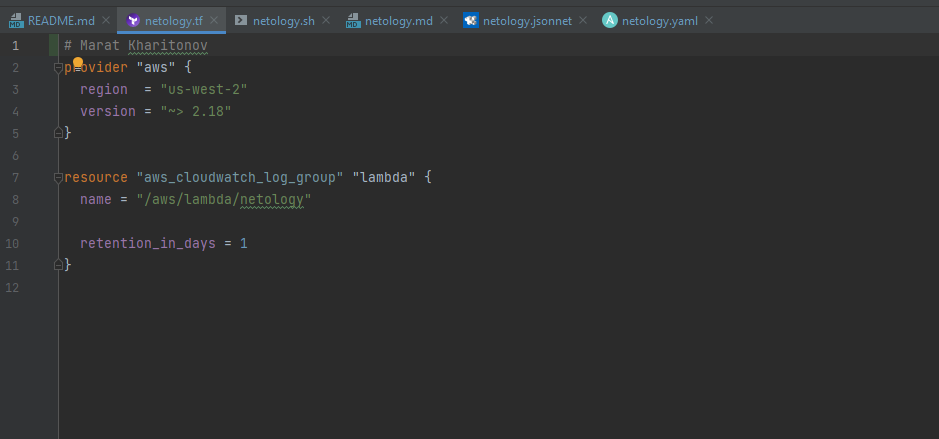 README.md netology.tf netology.sh netology.md netology.jsonnet netology.yaml
1 # Marat Kharitonov
2 provider "aws" {
3   region  = "us-west-2"
4   version = "~> 2.18"
5 }
6
7 resource "aws_cloudwatch_log_group" "lambda" {
8   name = "/aws/lambda/netology"
9
10   retention_in_days = 1
11 }
12